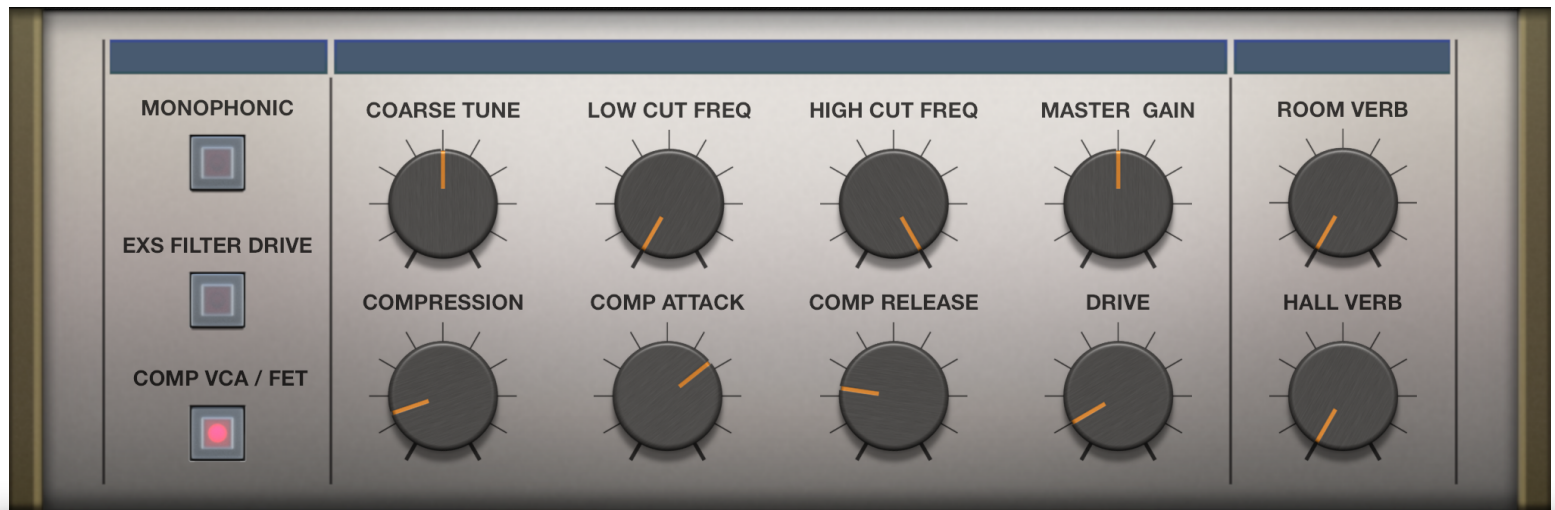 MONOPHONIC
EXS FILTER DRIVE
COMP VCA / FET
COARSE TUNE
LOW CUT FREQ
HIGH CUT FREQ
MASTER GAIN
COMPRESSION
COMP ATTACK
COMP RELEASE
DRIVE
ROOM VERB
HALL VERB